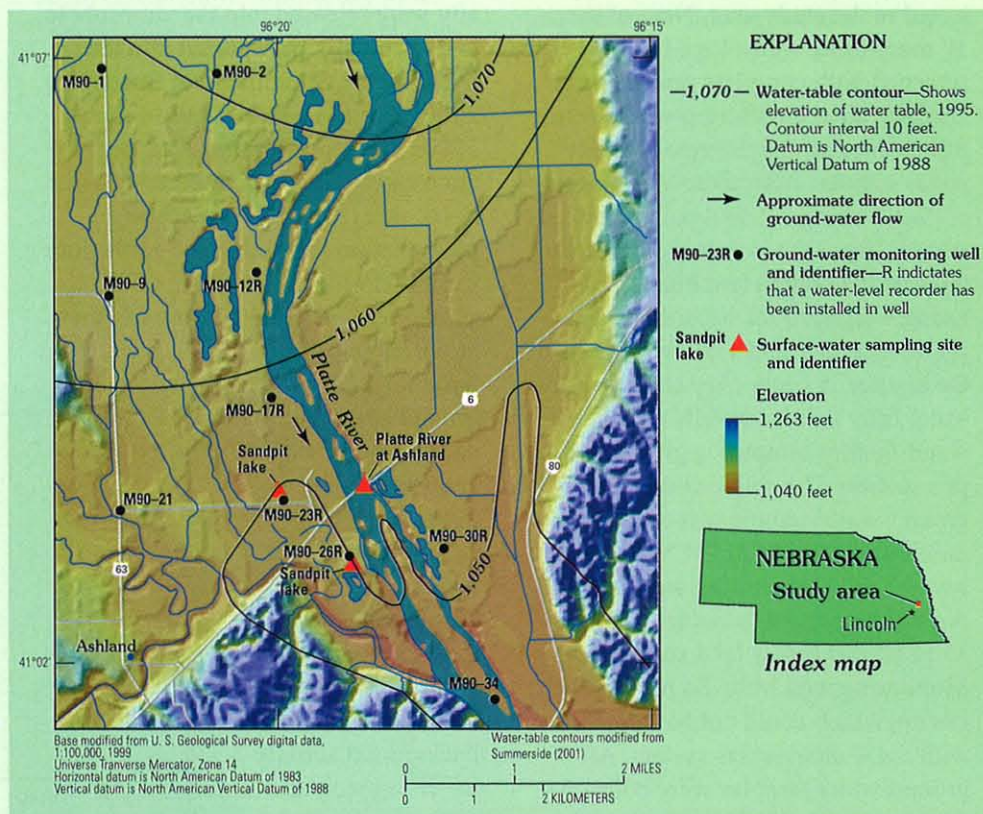 96°20'
96°15'
41°07'
M90–1
M90–2
1,070
M90–9
M90–12R
1,060
Platte River
M90–17R
6
Platte River
at Ashland
Sandpit
lake
80
M90–21
M90–23R
M90–26R
M90–30R
Sandpit
lake
1,050
63
Ashland
41°02'
M90–34
Base modified from U. S. Geological Survey digital data,
1:100,000, 1999
Universe Tranverse Mercator, Zone 14
Horizontal datum is North American Datum of 1983
Vertical datum is North American Vertical Datum of 1988
Water-table contours modified from
Summerside (2001)
0 1 2 MILES
0 1 2 KILOMETERS
EXPLANATION
—1,070— Water-table contour—Shows
elevation of water table, 1995.
Contour interval 10 feet.
Datum is North American
Vertical Datum of 1988
Approximate direction of
ground-water flow
M90–23R Ground-water monitoring well
and identifier—R indictates
that a water-level recorder has
been installed in well
Sandpit
lake
Surface-water sampling site
and identifier
Elevation
1,263 feet
1,040 feet
NEBRASKA
Study area
Lincoln
Index map